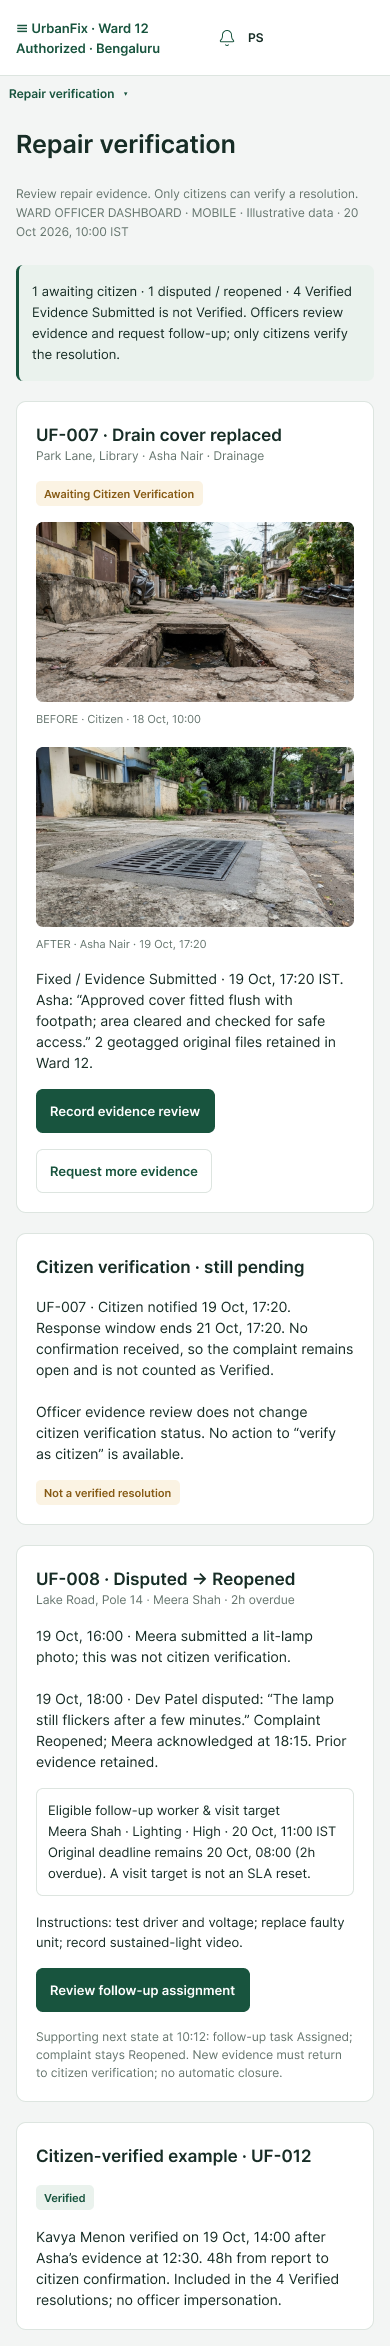 ≡ UrbanFix · Ward 12
Authorized · Bengaluru
PS
Repair verification ▾
Repair verification
Review repair evidence. Only citizens can verify a resolution.
WARD OFFICER DASHBOARD · MOBILE · Illustrative data · 20
Oct 2026, 10:00 IST
1 awaiting citizen · 1 disputed / reopened · 4 Verified
Evidence Submitted is not Verified. Officers review
evidence and request follow-up; only citizens verify
the resolution.
UF-007 · Drain cover replaced
Park Lane, Library · Asha Nair · Drainage
Awaiting Citizen Verification
BEFORE · Citizen · 18 Oct, 10:00
AFTER · Asha Nair · 19 Oct, 17:20
Fixed / Evidence Submitted · 19 Oct, 17:20 IST.
Asha: “Approved cover fitted flush with
footpath; area cleared and checked for safe
access.” 2 geotagged original files retained in
Ward 12.
Record evidence review
Request more evidence
Citizen verification · still pending
UF-007 · Citizen notified 19 Oct, 17:20.
Response window ends 21 Oct, 17:20. No
confirmation received, so the complaint remains
open and is not counted as Verified.
Officer evidence review does not change
citizen verification status. No action to “verify
as citizen” is available.
Not a verified resolution
UF-008 · Disputed → Reopened
Lake Road, Pole 14 · Meera Shah · 2h overdue
19 Oct, 16:00 · Meera submitted a lit-lamp
photo; this was not citizen verification.
19 Oct, 18:00 · Dev Patel disputed: “The lamp
still flickers after a few minutes.” Complaint
Reopened; Meera acknowledged at 18:15. Prior
evidence retained.
Eligible follow-up worker & visit target
Meera Shah · Lighting · High · 20 Oct, 11:00 IST
Original deadline remains 20 Oct, 08:00 (2h
overdue). A visit target is not an SLA reset.
Instructions: test driver and voltage; replace faulty
unit; record sustained-light video.
Review follow-up assignment
Supporting next state at 10:12: follow-up task Assigned;
complaint stays Reopened. New evidence must return
to citizen verification; no automatic closure.
Citizen-verified example · UF-012
Verified
Kavya Menon verified on 19 Oct, 14:00 after
Asha’s evidence at 12:30. 48h from report to
citizen confirmation. Included in the 4 Verified
resolutions; no officer impersonation.